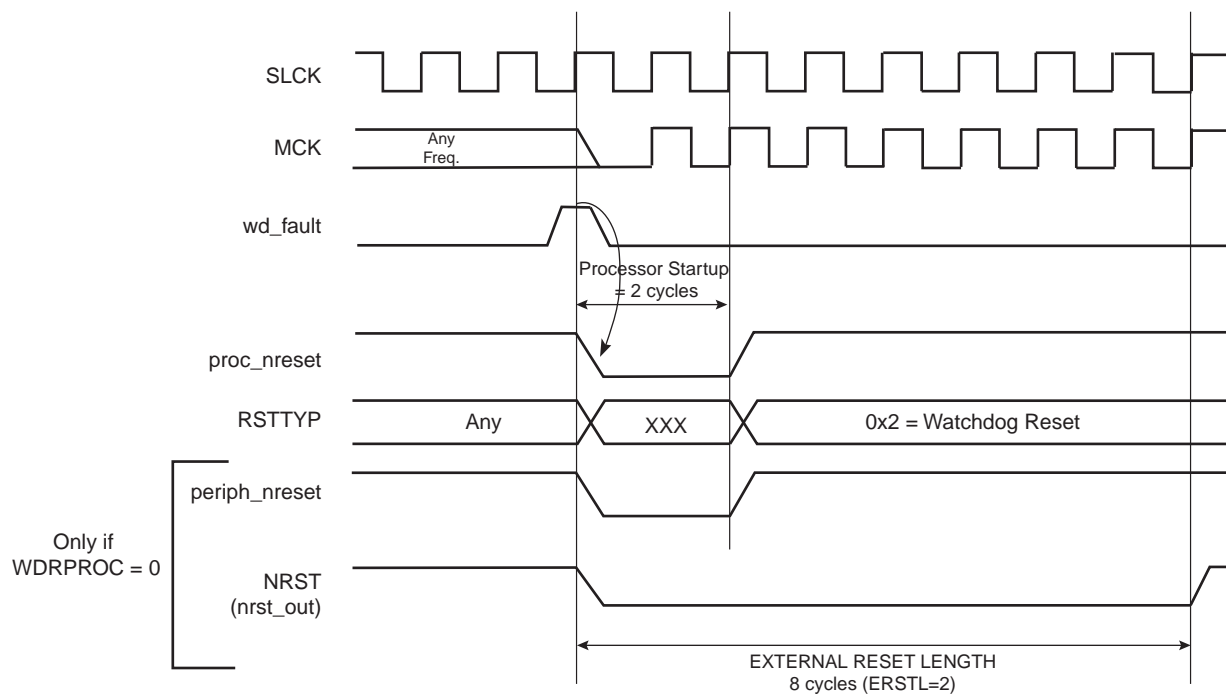 SLCK
MCK
Any
Freq.
wd_fault
Processor Startup
= 2 cycles
proc_nreset
RSTTYP
Any
XXX
0x2 = Watchdog Reset
periph_nreset
Only if
WDRPROC = 0
NRST
(nrst_out)
EXTERNAL RESET LENGTH
8 cycles (ERSTL=2)